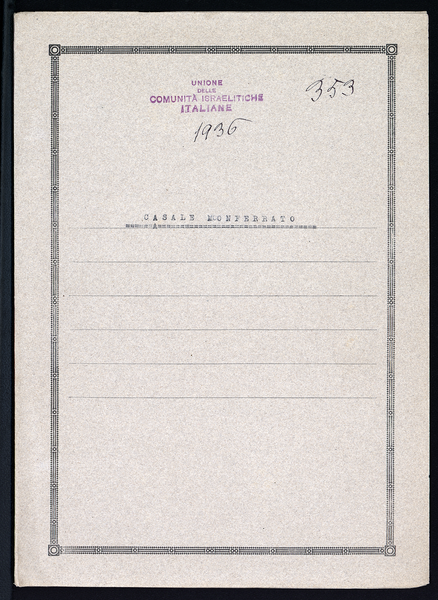 UNIONE
DELLE
COMUNITÀ ISRAELITICHE
ITALIANE
353
1936
CASALE MONFERRATO